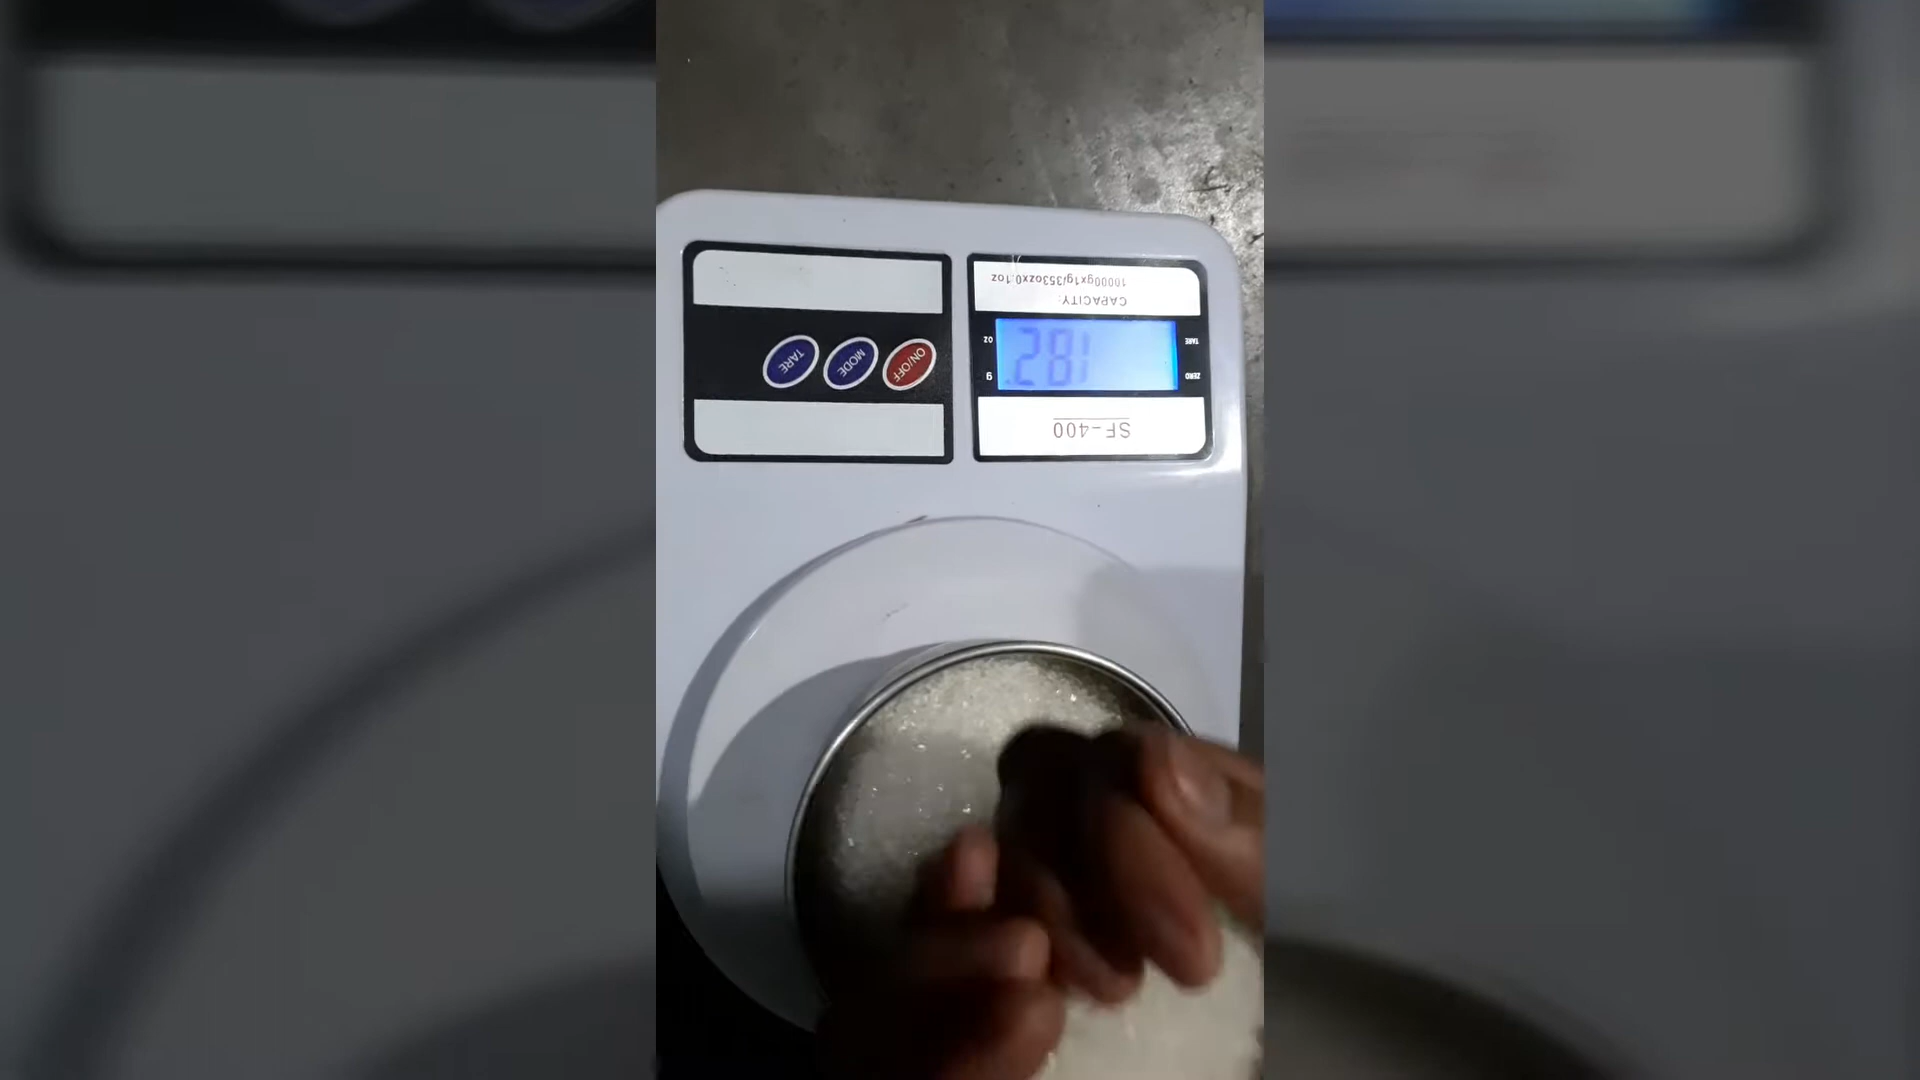 SF-400
ZERO
182
g
TARE
oz
CAPACITY:
10000gx1g/353ozx0.1oz
ON/OFF
MODE
TARE